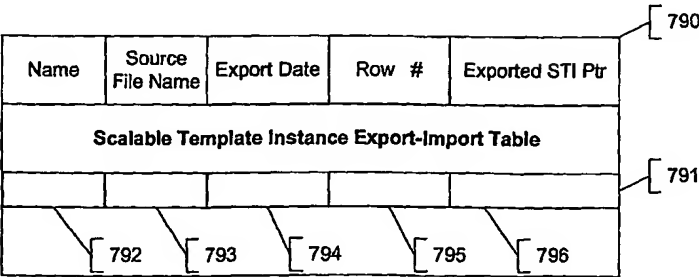 790
Name Source File Name Export Date Row # Exported STI Ptr
Scalable Template Instance Export-Import Table
791
792 793 794 795 796